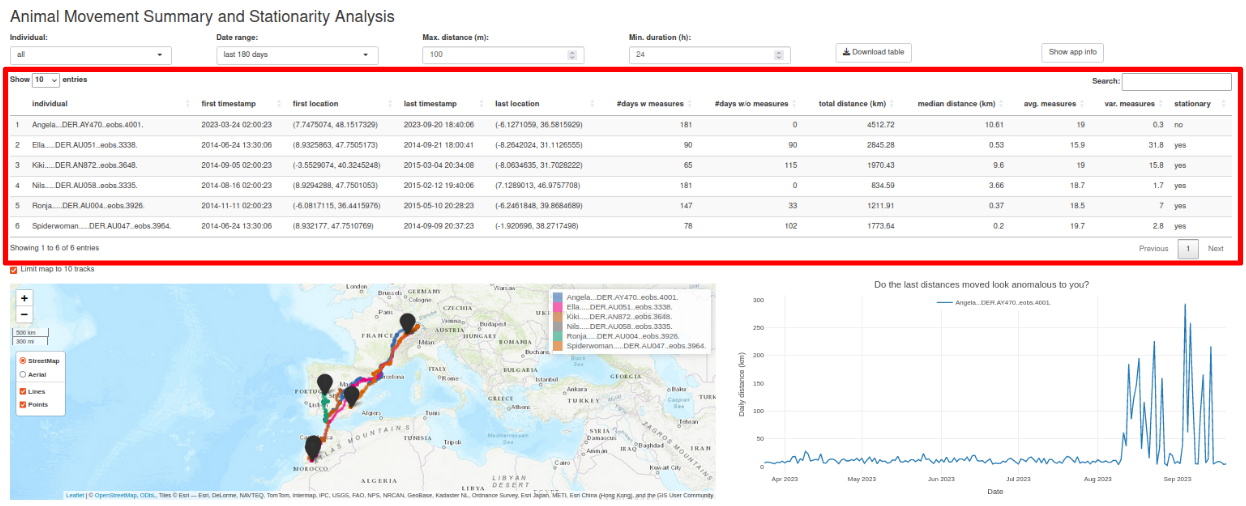 Animal Movement Summary and Stationarity Analysis
Individual: Date range: Max. distance (m): Min. duration (h):
all last 180 days 100 24 Download table Show app info
Show 10 entries Search:
individual first timestamp first location last timestamp last location #days w measures #days w/o measures total distance (km) median distance (km) avg. measures var. measures stationary
1 Angela...DER.AY470..eobs.4001. 2023-03-24 02:00:23 (7.7475074, 48.1517329) 2023-09-20 18:40:06 (-6.1271059, 36.5815929) 181 0 4512.72 10.61 19 0.3 no
2 Ella.....DER.AU051..eobs.3338. 2014-06-24 13:30:06 (8.9325863, 47.7505173) 2014-09-21 18:00:41 (-8.2642024, 31.1126555) 90 90 2845.28 0.53 15.9 31.8 yes
3 Kiki.....DER.AN872..eobs.3648. 2014-09-05 02:00:23 (-3.5529074, 40.3245248) 2015-03-04 20:34:08 (-8.0634635, 31.7028222) 65 115 1970.43 9.6 19 15.8 yes
4 Nils.....DER.AU058..eobs.3335. 2014-08-16 02:00:23 (8.9294288, 47.7501053) 2015-02-12 19:40:06 (7.1289013, 46.9757708) 181 0 834.59 3.66 18.7 1.7 yes
5 Ronja.....DER.AU004..eobs.3926. 2014-11-11 02:00:23 (-6.0817115, 36.4415976) 2015-05-10 20:28:23 (-6.2461848, 39.8684689) 147 33 1211.91 0.37 18.5 7 yes
6 Spiderwoman.....DER.AU047..eobs.3964. 2014-06-24 13:30:06 (8.932177, 47.7510769) 2014-09-09 20:37:23 (-1.920696, 38.2717498) 78 102 1773.64 0.2 19.7 2.8 yes
Showing 1 to 6 of 6 entries Previous 1 Next
Limit map to 10 tracks
+
−
500 km
300 mi
StreetMap
Aerial
Lines
Points
Angela...DER.AY470..eobs.4001.
Ella.....DER.AU051..eobs.3338.
Kiki.....DER.AN872..eobs.3648.
Nils.....DER.AU058..eobs.3335.
Ronja.....DER.AU004..eobs.3926.
Spiderwoman.....DER.AU047..eobs.3964.
London
Brussels GERMANY Warsaw
Cologne
Paris CZECHIA
Vienna Budapest
FRANCE AUSTRIA HUNGARY
Milan ROMANIA
ITALY BULGARIA GEORGIA
Rome Istanbul Baku
Ankara Caspian Sea
GREECE TURKEY
Athens
Algiers Tunis Tehran
SYRIA
Damascus
Baghdad
TUNISIA Tripoli Mediterranean Sea Amman IRAQ IRAN
ATLAS MOUNTAINS ZAGROS MOUNTAINS
MOROCCO Cairo Kuwait City
ALGERIA LIBYA LIBYAN DESERT
Leaflet | © OpenStreetMap, ODbL, Tiles © Esri — Esri, DeLorme, NAVTEQ, TomTom, Intermap, iPC, USGS, FAO, NPS, NRCAN, GeoBase, Kadaster NL, Ordnance Survey, Esri Japan, METI, Esri China (Hong Kong), and the GIS User Community
Do the last distances moved look anomalous to you?
Angela...DER.AY470..eobs.4001.
Daily distance (km)
300
250
200
150
100
50
0
Apr 2023 May 2023 Jun 2023 Jul 2023 Aug 2023 Sep 2023
Date